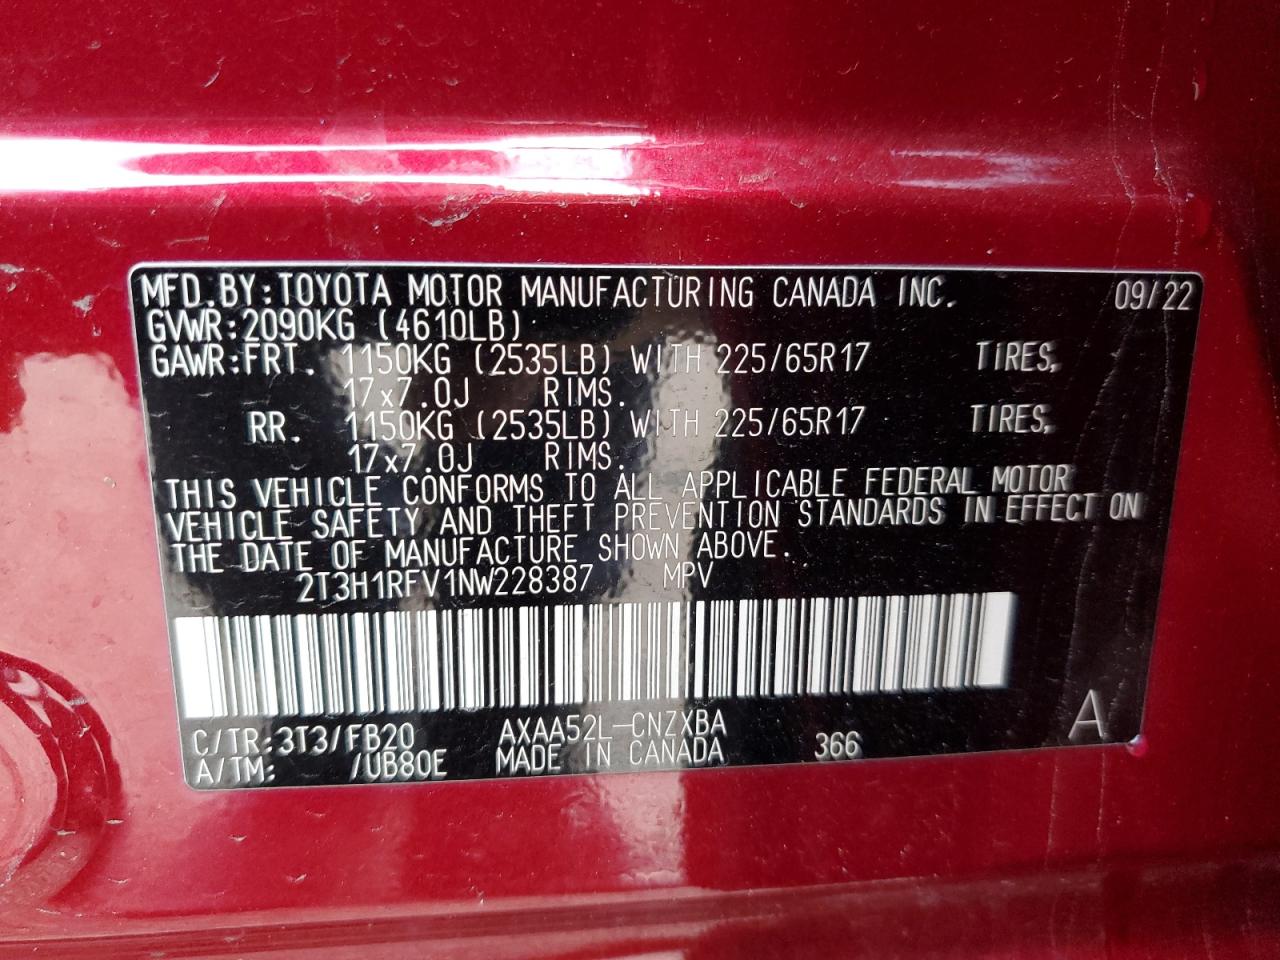 MFD.BY:TOYOTA MOTOR MANUFACTURING CANADA INC. 09/22
GVWR:2090KG (4610LB)
GAWR:FRT. 1150KG (2535LB) WITH 225/65R17 TIRES,
17x7.0J RIMS.
RR. 1150KG (2535LB) WITH 225/65R17 TIRES,
17x7.0J RIMS.
THIS VEHICLE CONFORMS TO ALL APPLICABLE FEDERAL MOTOR
VEHICLE SAFETY AND THEFT PREVENTION STANDARDS IN EFFECT ON
THE DATE OF MANUFACTURE SHOWN ABOVE.
2T3H1RFV1NW228387 MPV
C/TR:3T3/FB20 AXAA52L-CNZXBA A
A/TM: /UB80E MADE IN CANADA 366